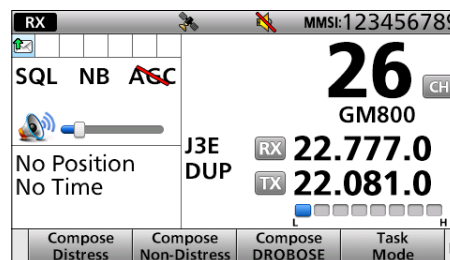 RX MMSI:123456789
SQL NB AGC
26 CH
GM800
J3E RX 22.777.0
DUP TX 22.081.0
No Position
No Time
L H
Compose Distress
Compose Non-Distress
Compose DROBOSE
Task Mode